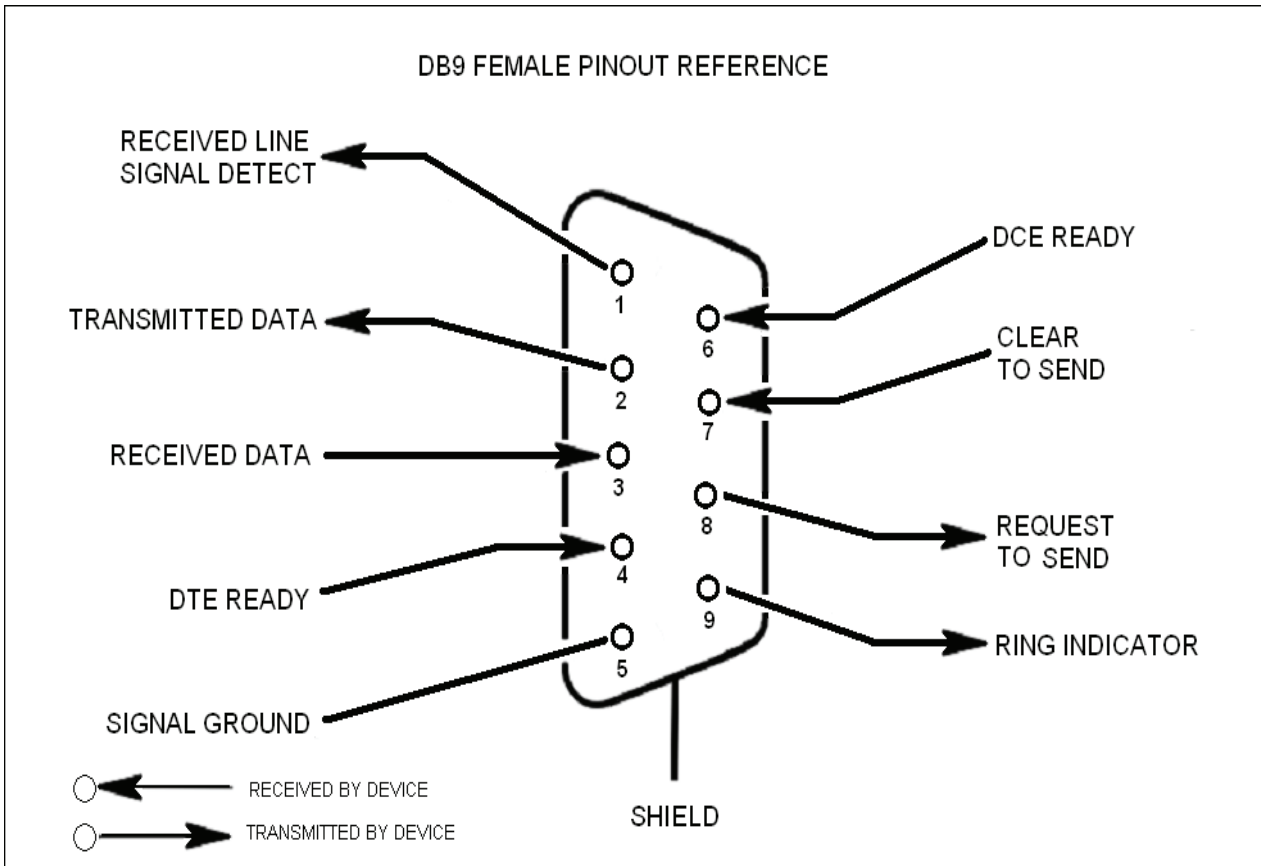 DB9 FEMALE PINOUT REFERENCE
RECEIVED LINE
SIGNAL DETECT
TRANSMITTED DATA
RECEIVED DATA
DTE READY
SIGNAL GROUND
1
2
3
4
5
6
7
8
9
DCE READY
CLEAR
TO SEND
REQUEST
TO SEND
RING INDICATOR
SHIELD
RECEIVED BY DEVICE
TRANSMITTED BY DEVICE